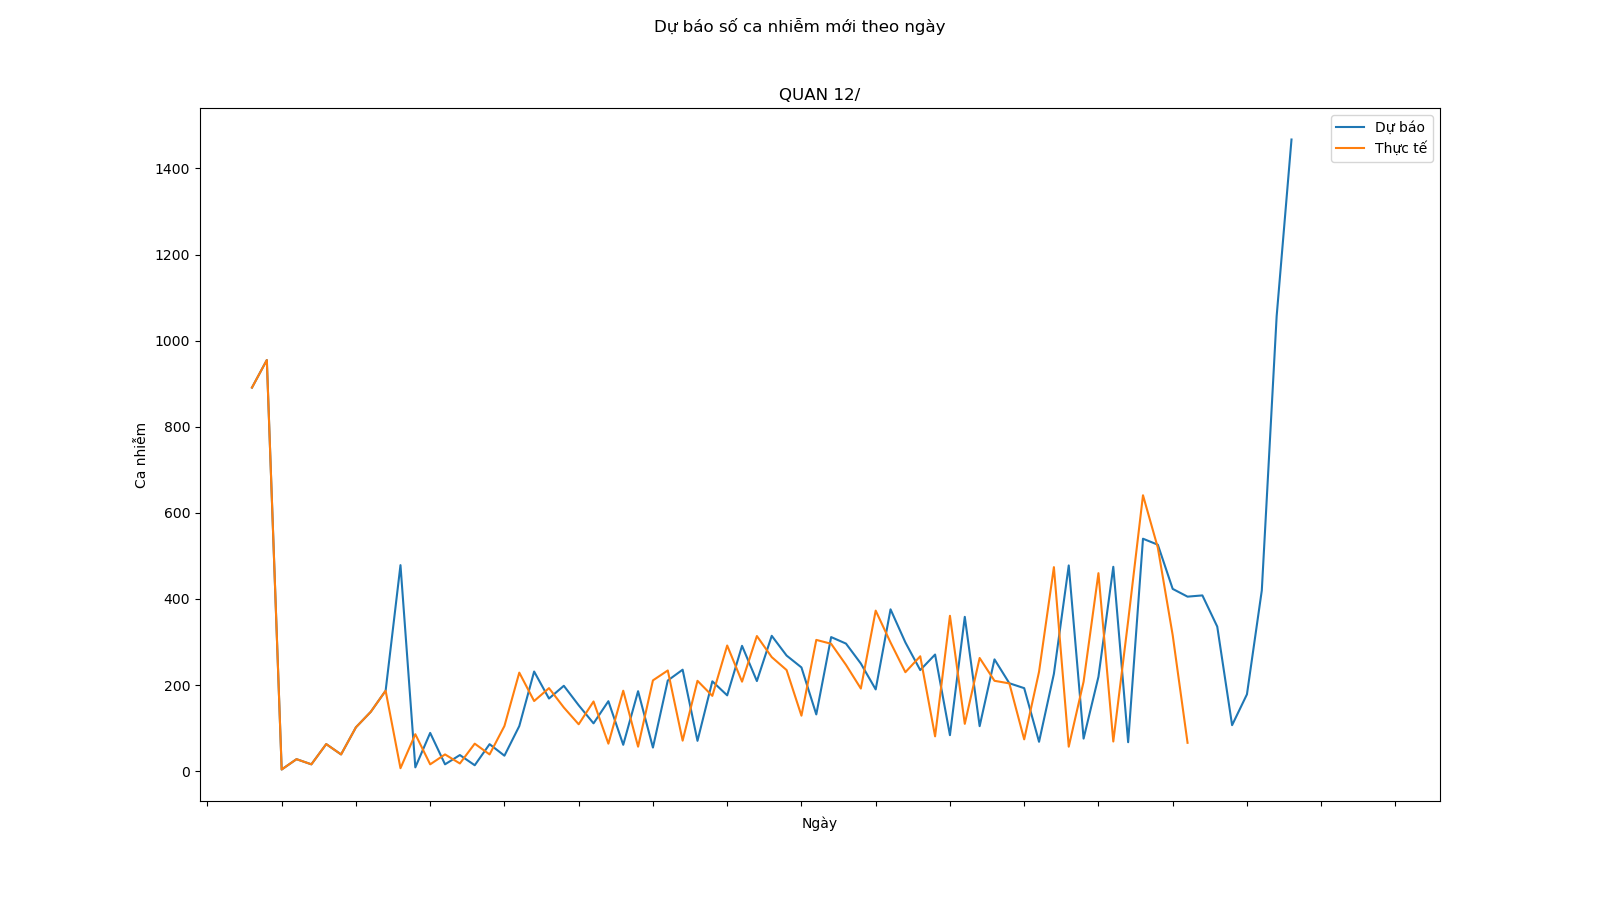 Dự báo số ca nhiễm mới theo ngày
QUAN 12/
Dự báo
Thực tế
1400
1200
1000
800
600
400
200
0
Ca nhiễm
Ngày